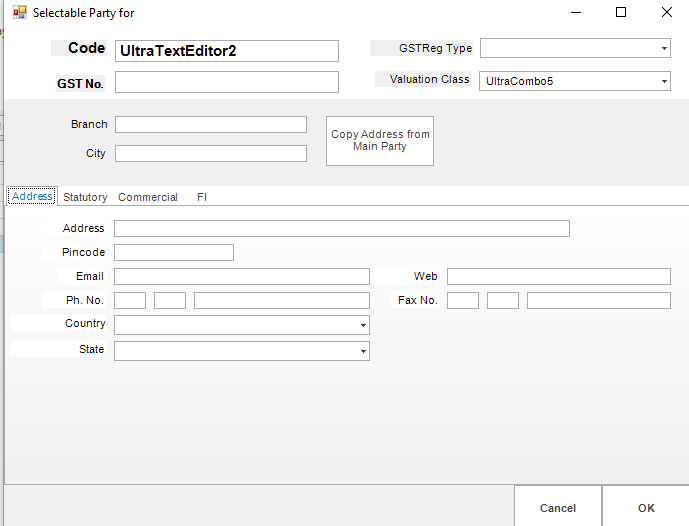 Selectable Party for
Code UltraTextEditor2 GSTReg Type
GST No. Valuation Class UltraCombo5
Branch
City
Copy Address from
Main Party
Address Statutory Commercial FI
Address
Pincode
Email Web
Ph. No. Fax No.
Country
State
Cancel OK